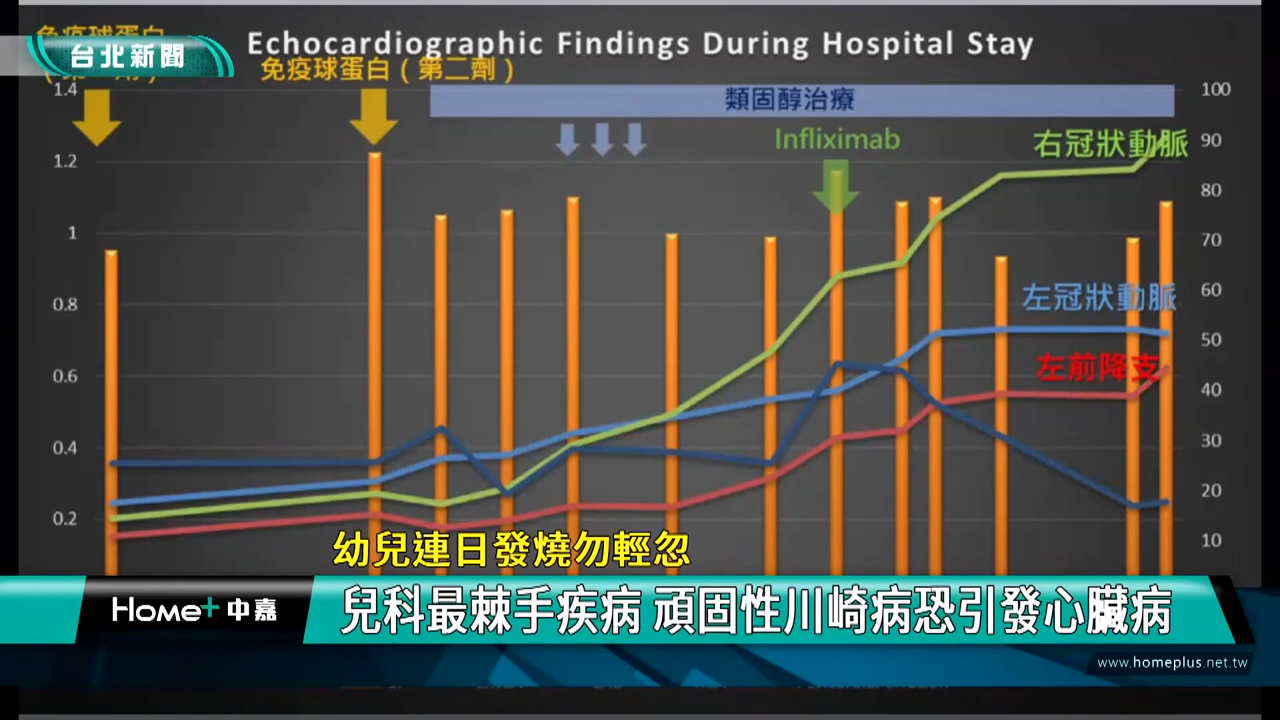 台北新聞
Echocardiographic Findings During Hospital Stay
免疫球蛋白
免疫球蛋白(第二劑)
類固醇治療
Infliximab
右冠狀動脈
左冠狀動脈
左前降支
1.4
1.2
1
0.8
0.6
0.4
0.2
100
90
80
70
60
50
40
30
20
10
幼兒連日發燒勿輕忽
Home+中嘉
兒科最棘手疾病 頑固性川崎病恐引發心臟病
www.homeplus.net.tw